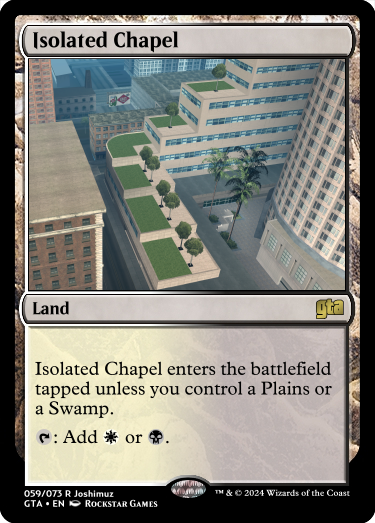 Isolated Chapel
Land
gta
Isolated Chapel enters the battlefield
tapped unless you control a Plains or
a Swamp.
: Add or .
059/073 R Joshimuz
GTA • EN Rockstar Games
™ & © 2024 Wizards of the Coast